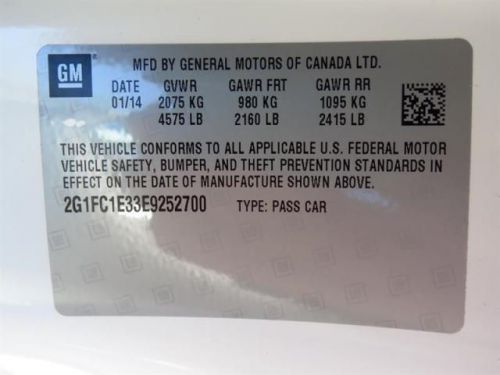 GM
MFD BY GENERAL MOTORS OF CANADA LTD.
DATE GVWR GAWR FRT GAWR RR
01/14 2075 KG 980 KG 1095 KG
4575 LB 2160 LB 2415 LB
THIS VEHICLE CONFORMS TO ALL APPLICABLE U.S. FEDERAL MOTOR
VEHICLE SAFETY, BUMPER, AND THEFT PREVENTION STANDARDS IN
EFFECT ON THE DATE OF MANUFACTURE SHOWN ABOVE.
2G1FC1E33E9252700 TYPE: PASS CAR